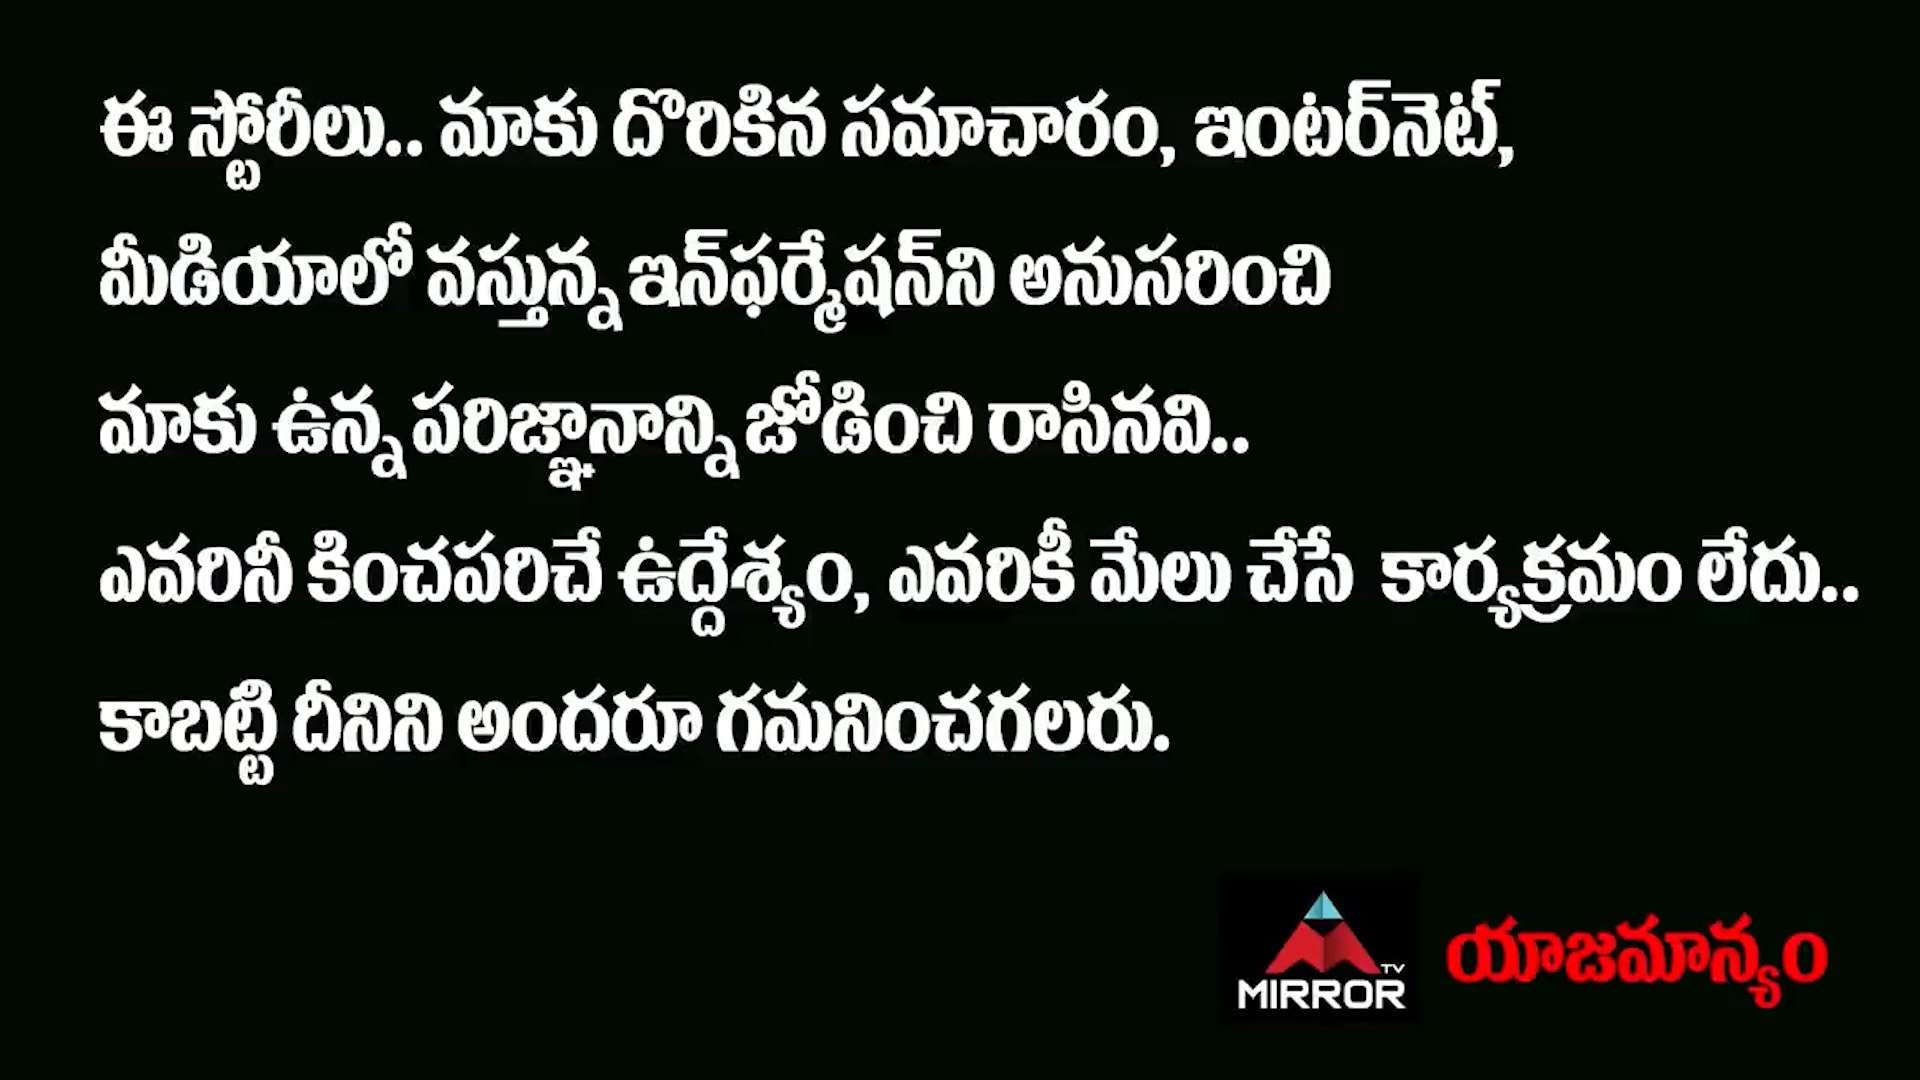 ఈ స్టోరీలు.. మాకు దొరికిన సమాచారం, ఇంటర్‌నెట్,
మీడియాలో వస్తున్న ఇన్‌ఫర్మేషన్‌ని అనుసరించి
మాకు ఉన్న పరిజ్ఞానాన్ని జోడించి రాసినవి..
ఎవరినీ కించపరిచే ఉద్దేశ్యం, ఎవరికీ మేలు చేసే కార్యక్రమం లేదు..
కాబట్టి దీనిని అందరూ గమనించగలరు.
TV
MIRROR
యాజమాన్యం